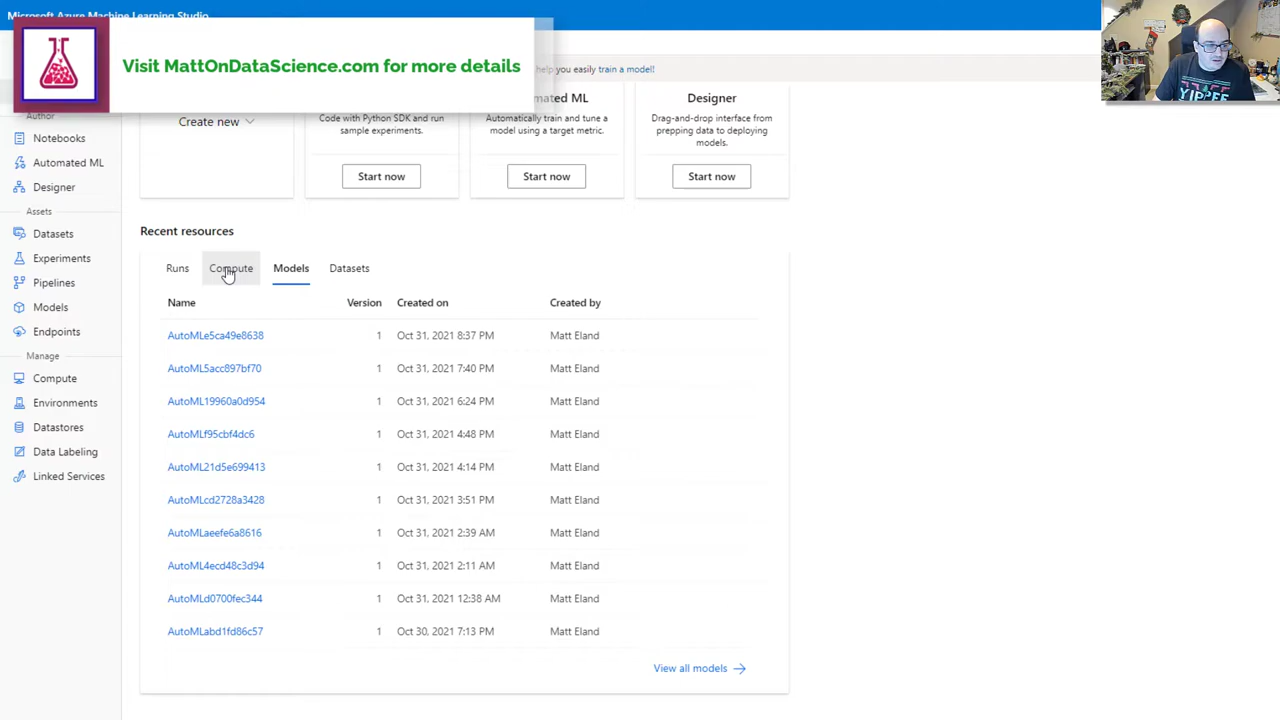 Microsoft Azure Machine Learning Studio
Visit MattOnDataScience.com for more details
help you easily train a model!
Author
Notebooks
Automated ML
Designer
Assets
Datasets
Experiments
Pipelines
Models
Endpoints
Manage
Compute
Environments
Datastores
Data Labeling
Linked Services
Create new
Code with Python SDK and run
sample experiments.
Start now
ated ML
Automatically train and tune a
model using a target metric.
Start now
Designer
Drag-and-drop interface from
prepping data to deploying
models.
Start now
Recent resources
Runs Compute Models Datasets
Name Version Created on Created by
AutoMLe5ca49e8638 1 Oct 31, 2021 8:37 PM Matt Eland
AutoML5acc897bf70 1 Oct 31, 2021 7:40 PM Matt Eland
AutoML19960a0d954 1 Oct 31, 2021 6:24 PM Matt Eland
AutoMLf95cbf4dc6 1 Oct 31, 2021 4:48 PM Matt Eland
AutoML21d5e699413 1 Oct 31, 2021 4:14 PM Matt Eland
AutoMLcd2728a3428 1 Oct 31, 2021 3:51 PM Matt Eland
AutoMLaeefe6a8616 1 Oct 31, 2021 2:39 AM Matt Eland
AutoML4ecd48c3d94 1 Oct 31, 2021 2:11 AM Matt Eland
AutoMLd0700fec344 1 Oct 31, 2021 12:38 AM Matt Eland
AutoMLabd1fd86c57 1 Oct 30, 2021 7:13 PM Matt Eland
View all models
YIPPEE